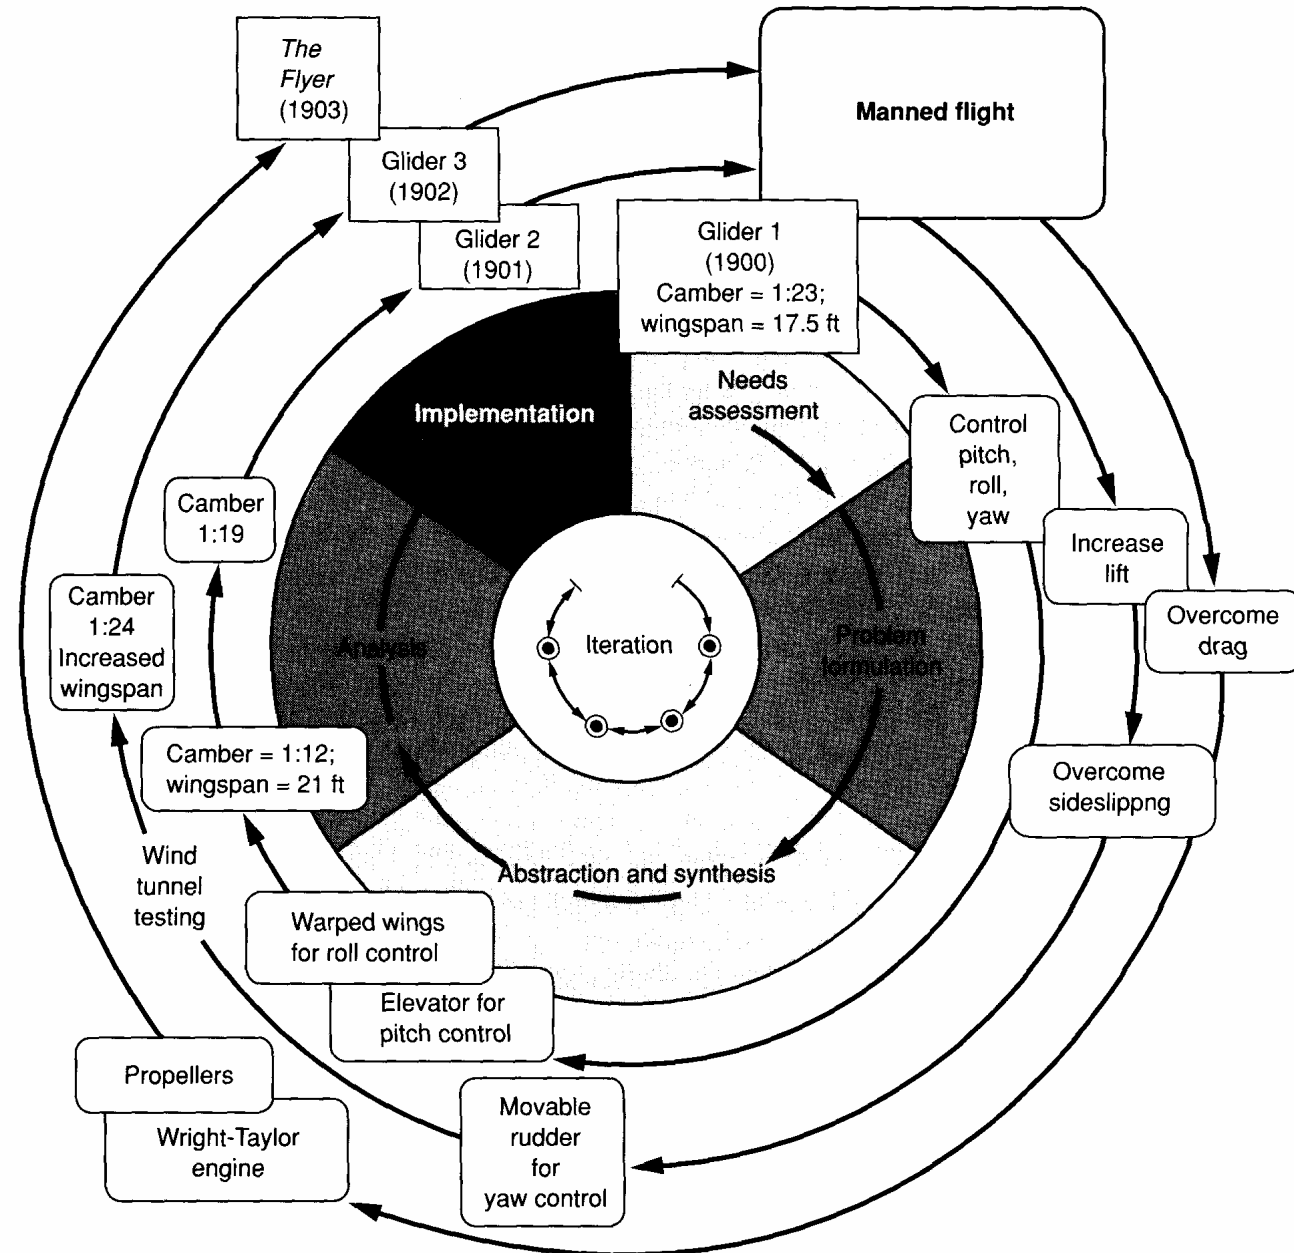 The
Flyer
(1903)
Manned flight
Glider 3
(1902)
Glider 2
(1901)
Glider 1
(1900)
Camber = 1:23;
wingspan = 17.5 ft
Needs
assessment
Implementation
Control
pitch,
roll,
yaw
Camber
1:19
Increase
lift
Camber
1:24
Increased
wingspan
Overcome
drag
Analysis
Iteration
Problem
formulation
Camber = 1:12;
wingspan = 21 ft
Overcome
sideslippng
Wind
tunnel
testing
Abstraction and synthesis
Warped wings
for roll control
Elevator for
pitch control
Propellers
Wright-Taylor
engine
Movable
rudder
for
yaw control